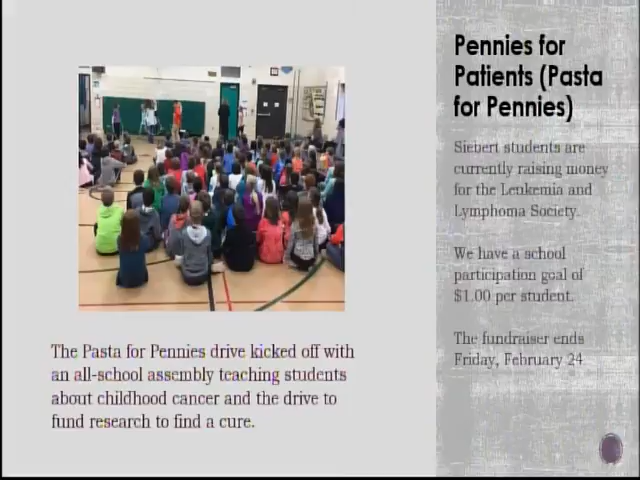 Pennies for
Patients (Pasta
for Pennies)
Siebert students are
currently raising money
for the Leukemia and
Lymphoma Society.
We have a school
participation goal of
$1.00 per student.
The fundraiser ends
Friday, February 24
The Pasta for Pennies drive kicked off with
an all-school assembly teaching students
about childhood cancer and the drive to
fund research to find a cure.